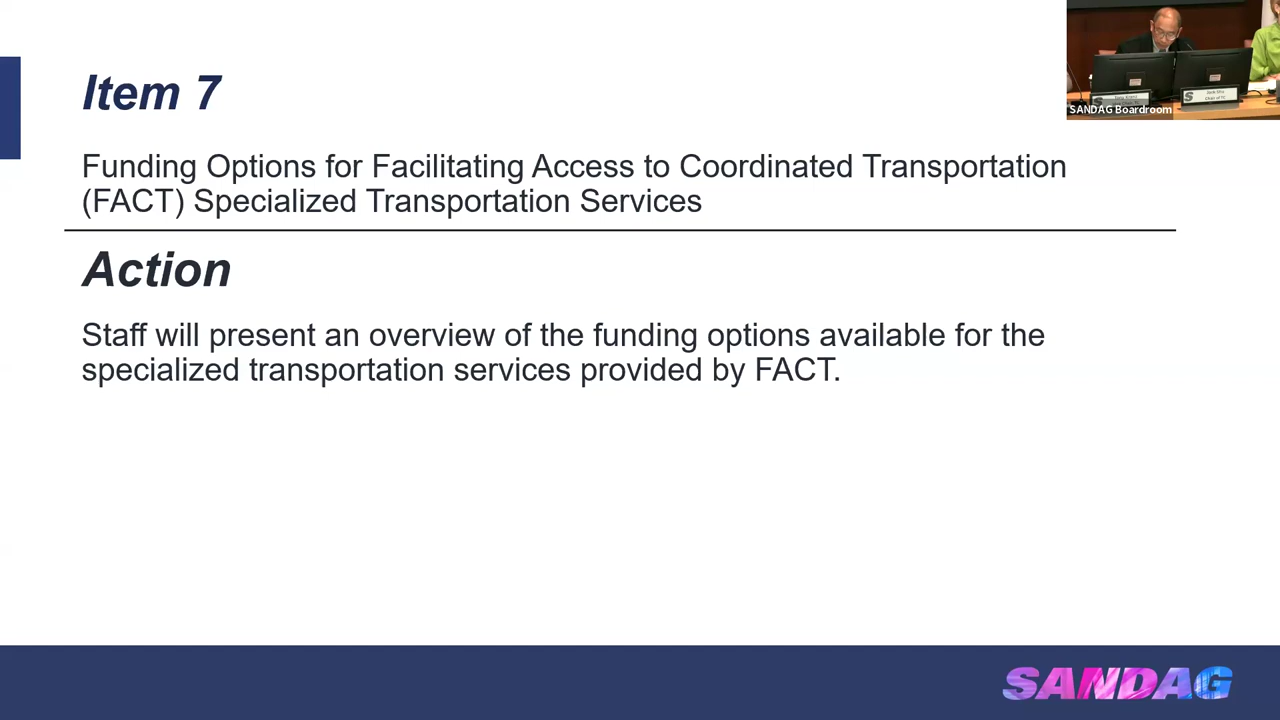 Item 7
Funding Options for Facilitating Access to Coordinated Transportation
(FACT) Specialized Transportation Services
Action
Staff will present an overview of the funding options available for the
specialized transportation services provided by FACT.
SANDAG Boardroom
SANDAG